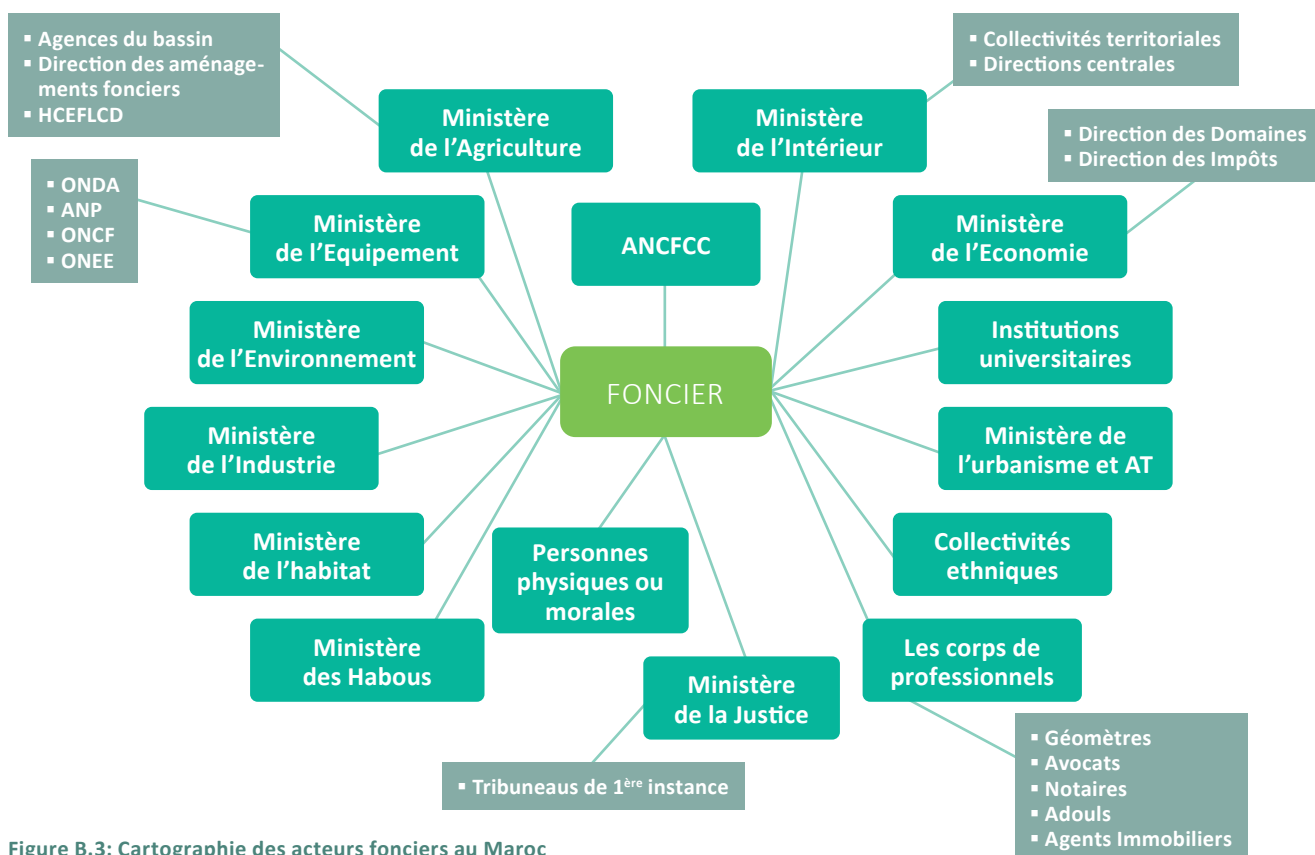 ▪ Agences du bassin
▪ Direction des aménage-
ments fonciers
▪ HCEFLCD
▪ Collectivités territoriales
▪ Directions centrales
Ministère
de l’Agriculture
Ministère
de l’Intérieur
▪ Direction des Domaines
▪ Direction des Impôts
▪ ONDA
▪ ANP
▪ ONCF
▪ ONEE
Ministère
de l’Equipement
ANCFCC
Ministère
de l’Economie
Ministère
de l’Environnement
Institutions
universitaires
FONCIER
Ministère
de l’Industrie
Ministère de
l’urbanisme et AT
Ministère
de l’habitat
Personnes
physiques ou
morales
Collectivités
ethniques
Ministère
des Habous
Ministère
de la Justice
Les corps de
professionnels
▪ Tribuneaus de 1ère instance
▪ Géomètres
▪ Avocats
▪ Notaires
▪ Adouls
▪ Agents Immobiliers
Figure B.3: Cartographie des acteurs fonciers au Maroc